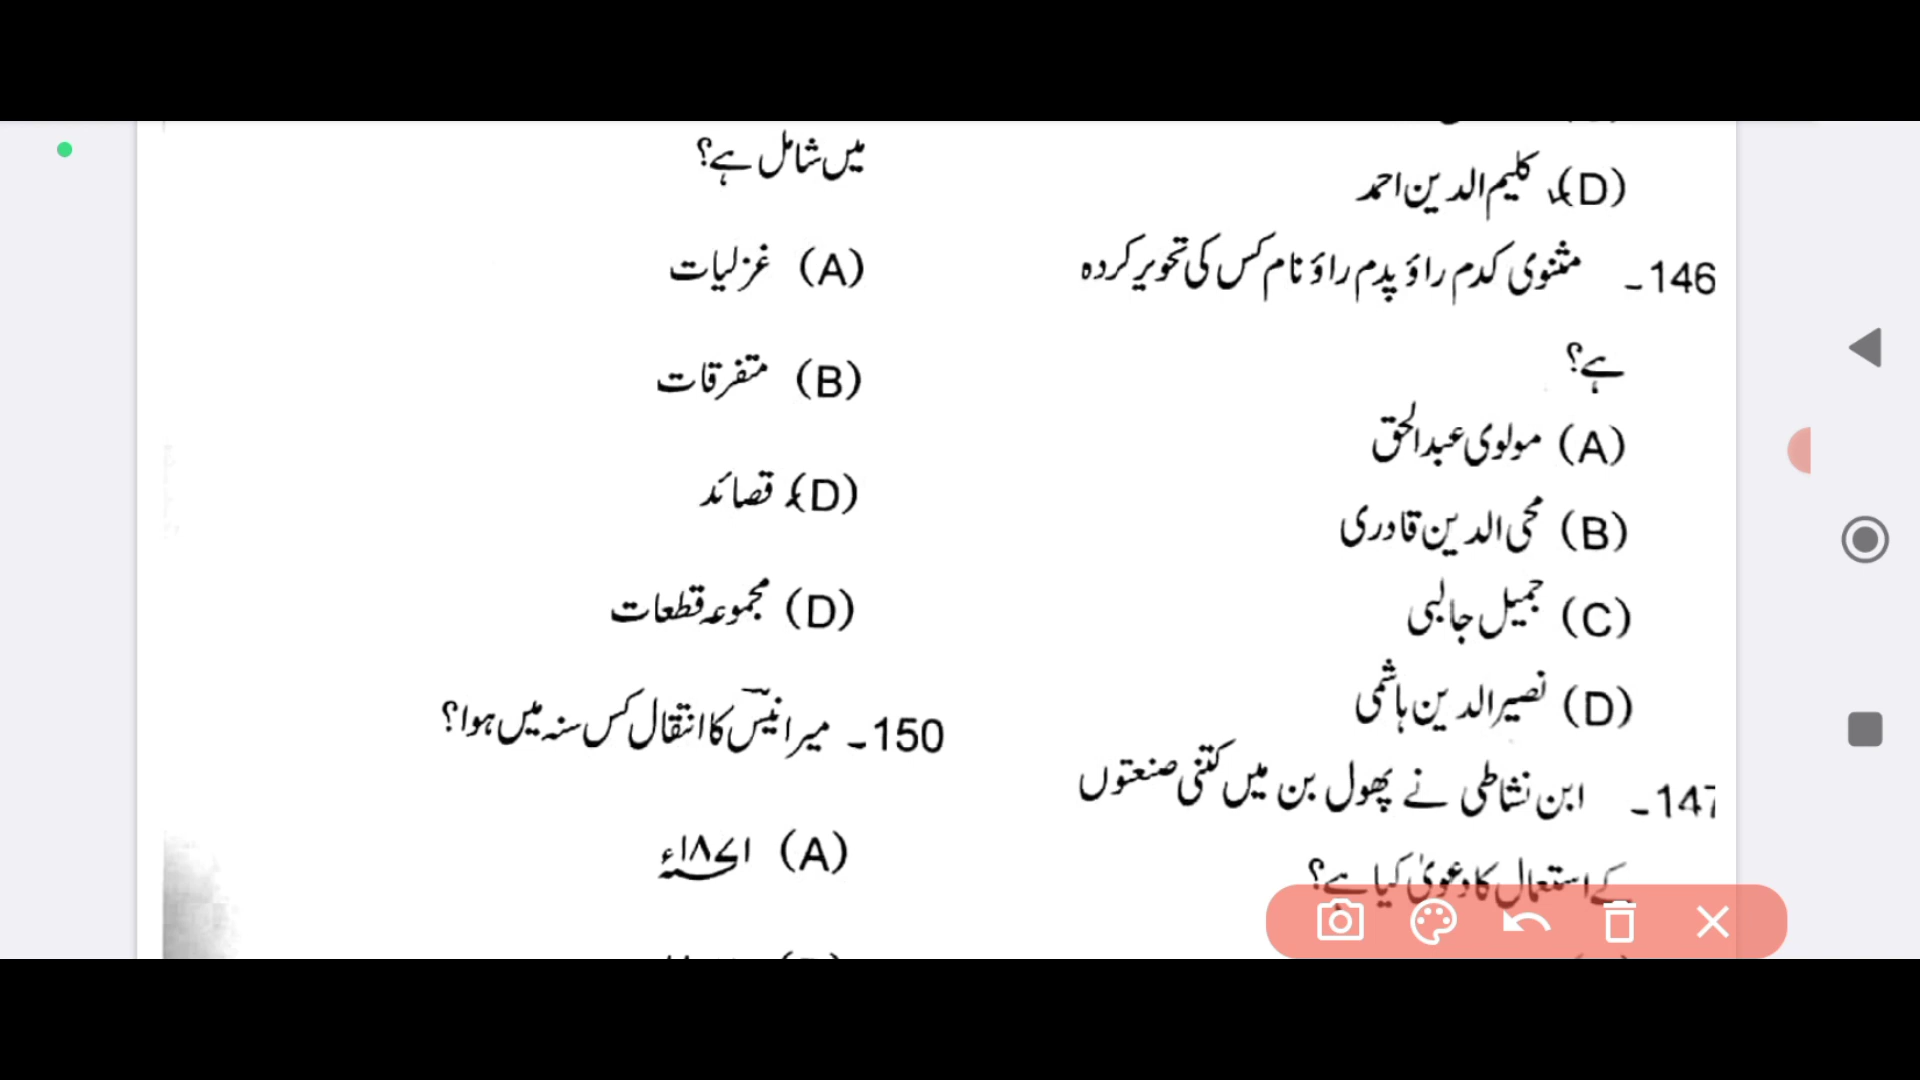 (D) کلیم الدین احمد
146۔ مثنوی کدم راؤ پدم راؤ نام کس کی تحویر کردہ
ہے؟
(A) مولوی عبدالحق
(B) محی الدین قادری
(C) جمیل جالبی
(D) نصیر الدین ہاشمی
147۔ ابن نشاطی نے پھول بن میں کتنی صنعتوں
کے استعمال کا دعویٰ کیا ہے؟
میں شامل ہے؟
(A) غزلیات
(B) متفرقات
(D) قصائد
(D) مجموعہ قطعات
150۔ میر انیسؔ کا انتقال کس سنہ میں ہوا؟
(A) ۱۸۷۱ء